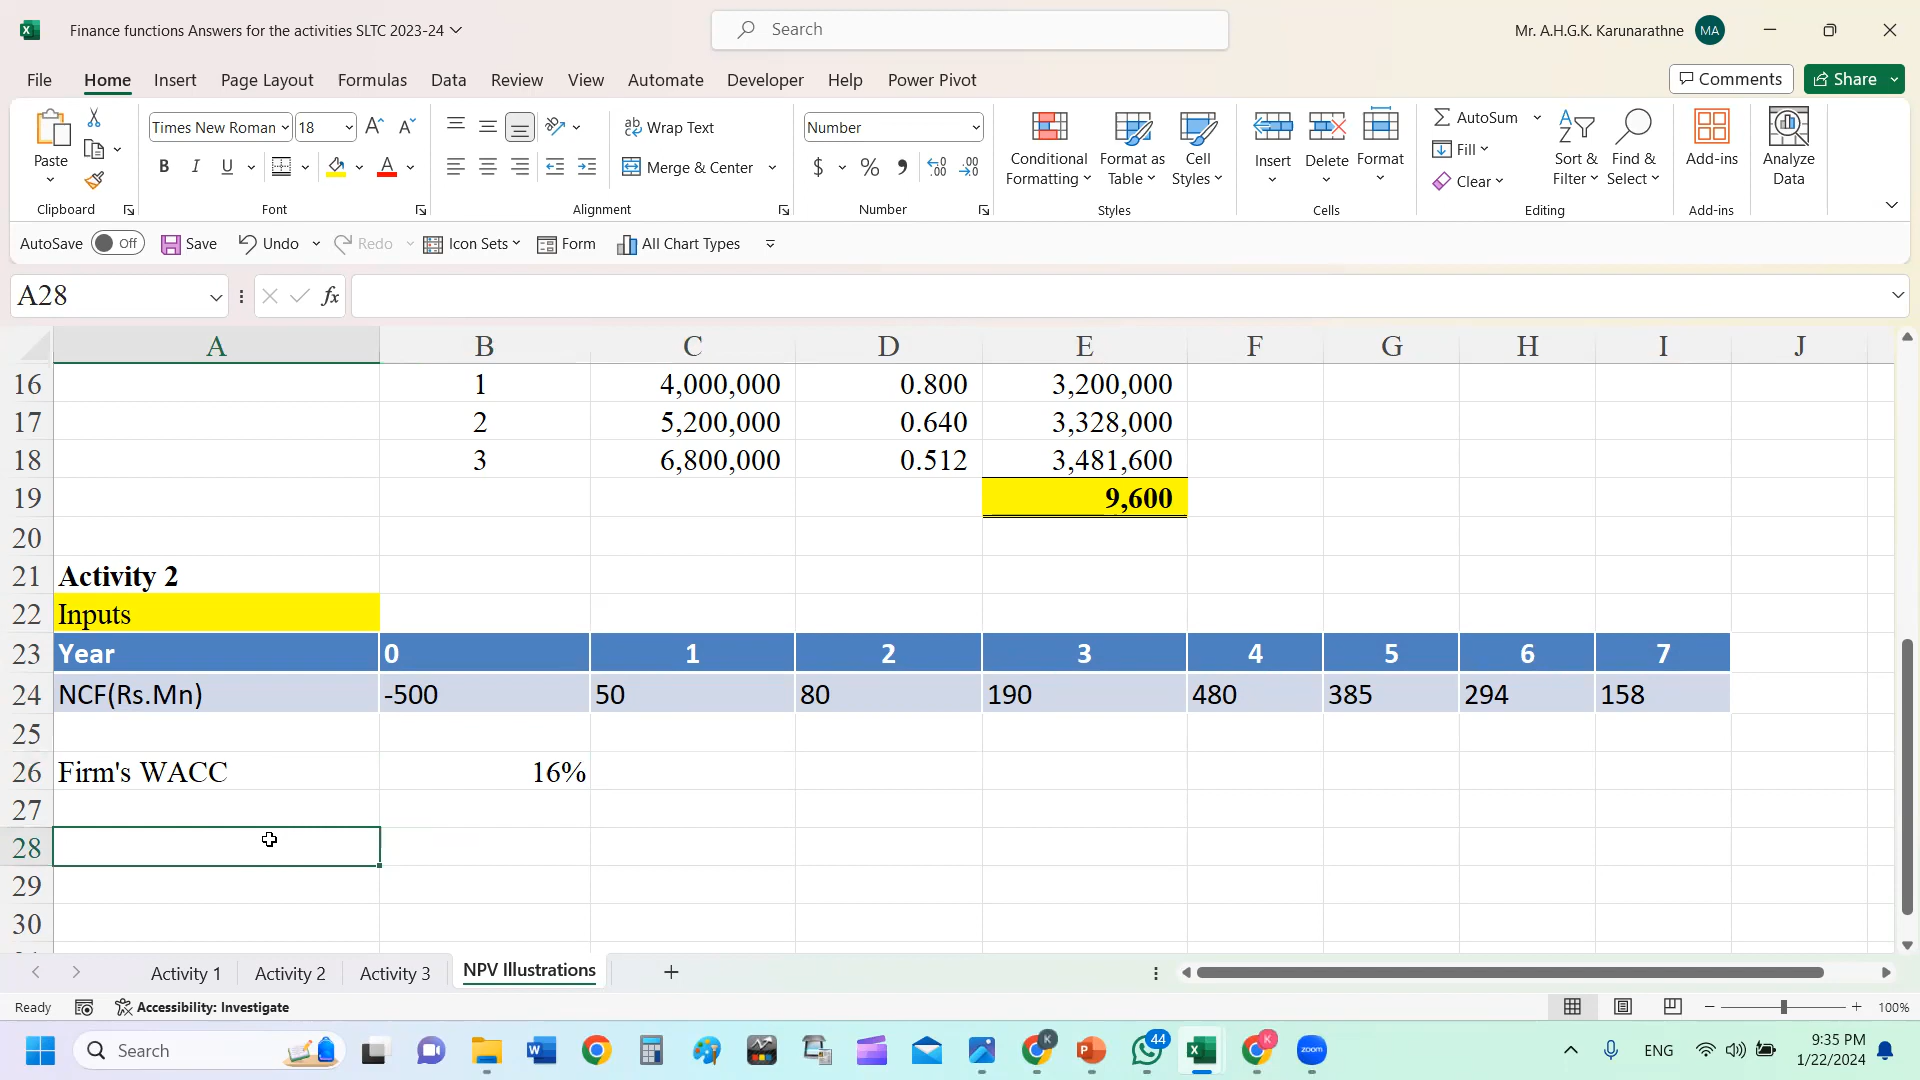 Finance functions Answers for the activities SLTC 2023-24
Search
Mr. A.H.G.K. Karunarathne
MA
File Home Insert Page Layout Formulas Data Review View Automate Developer Help Power Pivot
Comments
Share
Paste
Clipboard
Times New Roman 18
B I U
Font
Wrap Text
Merge & Center
Alignment
Number
$ %
Number
Conditional Formatting
Format as Table
Cell Styles
Styles
Insert
Delete
Format
Cells
AutoSum
Fill
Clear
Sort & Filter
Find & Select
Editing
Add-ins
Add-ins
Analyze Data
AutoSave Off Save Undo Redo Icon Sets Form All Chart Types
A28 fx
A B C D E F G H I J
16 1 4,000,000 0.800 3,200,000
17 2 5,200,000 0.640 3,328,000
18 3 6,800,000 0.512 3,481,600
19 9,600
20
21 Activity 2
22 Inputs
23 Year 0 1 2 3 4 5 6 7
24 NCF(Rs.Mn) -500 50 80 190 480 385 294 158
25
26 Firm's WACC 16%
27
28
29
30
Activity 1 Activity 2 Activity 3 NPV Illustrations
Ready Accessibility: Investigate 100%
Search
44
K
K
zoom
ENG
9:35 PM
1/22/2024